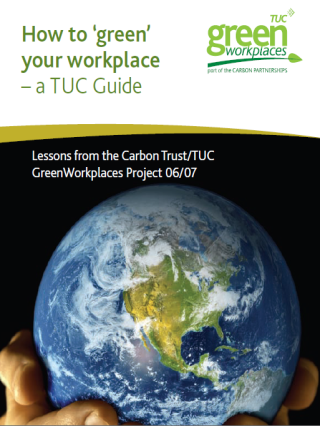 How to ‘green’
your workplace
– a TUC Guide
TUC
green
workplaces
part of the CARBON PARTNERSHIPS
Lessons from the Carbon Trust/TUC
GreenWorkplaces Project 06/07